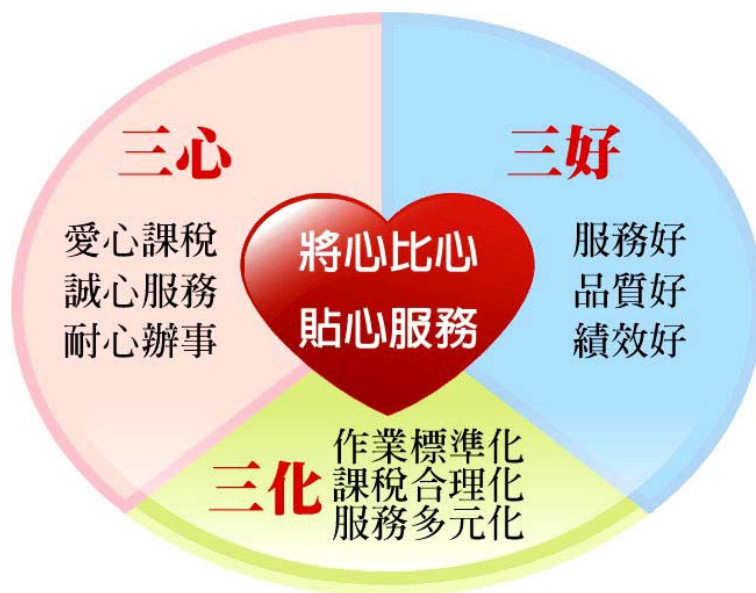 三心
愛心課稅
誠心服務
耐心辦事
三好
服務好
品質好
績效好
將心比心
貼心服務
三化
作業標準化
課稅合理化
服務多元化